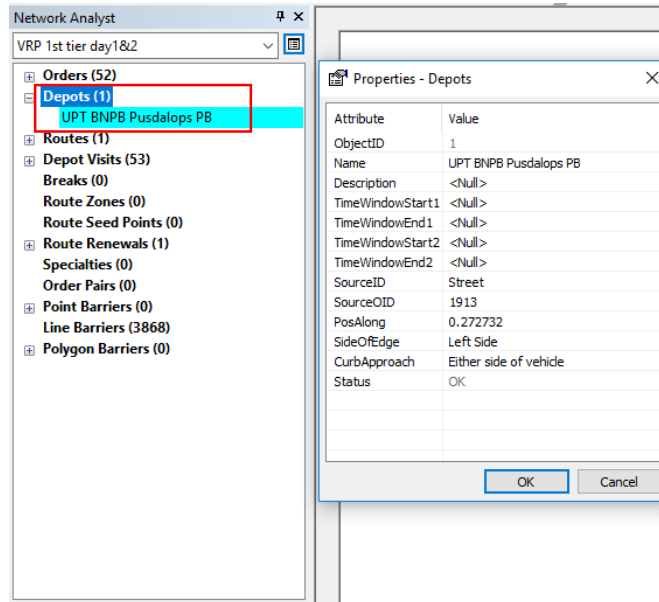 Network Analyst
VRP 1st tier day1&2
Orders (52)
Depots (1)
UPT BNPB Pusdalops PB
Routes (1)
Depot Visits (53)
Breaks (0)
Route Zones (0)
Route Seed Points (0)
Route Renewals (1)
Specialties (0)
Order Pairs (0)
Point Barriers (0)
Line Barriers (3868)
Polygon Barriers (0)
Properties - Depots
Attribute Value
ObjectID 1
Name UPT BNPB Pusdalops PB
Description <Null>
TimeWindowStart1 <Null>
TimeWindowEnd1 <Null>
TimeWindowStart2 <Null>
TimeWindowEnd2 <Null>
SourceID Street
SourceOID 1913
PosAlong 0.272732
SideOfEdge Left Side
CurbApproach Either side of vehicle
Status OK
OK Cancel